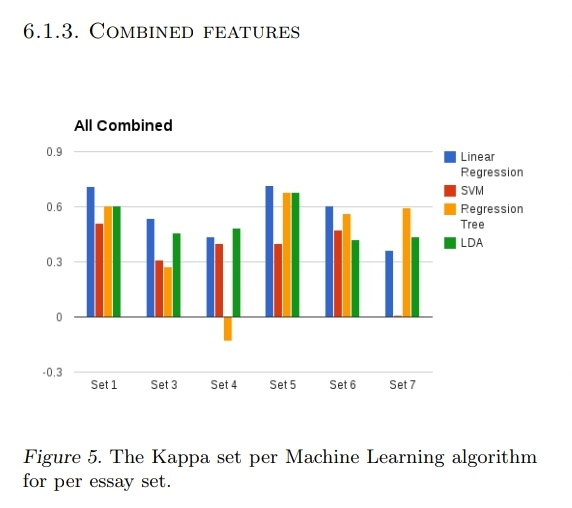 6.1.3. COMBINED FEATURES
All Combined
0.9
0.6
0.3
0
-0.3
Set 1
Set 3
Set 4
Set 5
Set 6
Set 7
Linear
Regression
SVM
Regression
Tree
LDA
Figure 5. The Kappa set per Machine Learning algorithm
for per essay set.